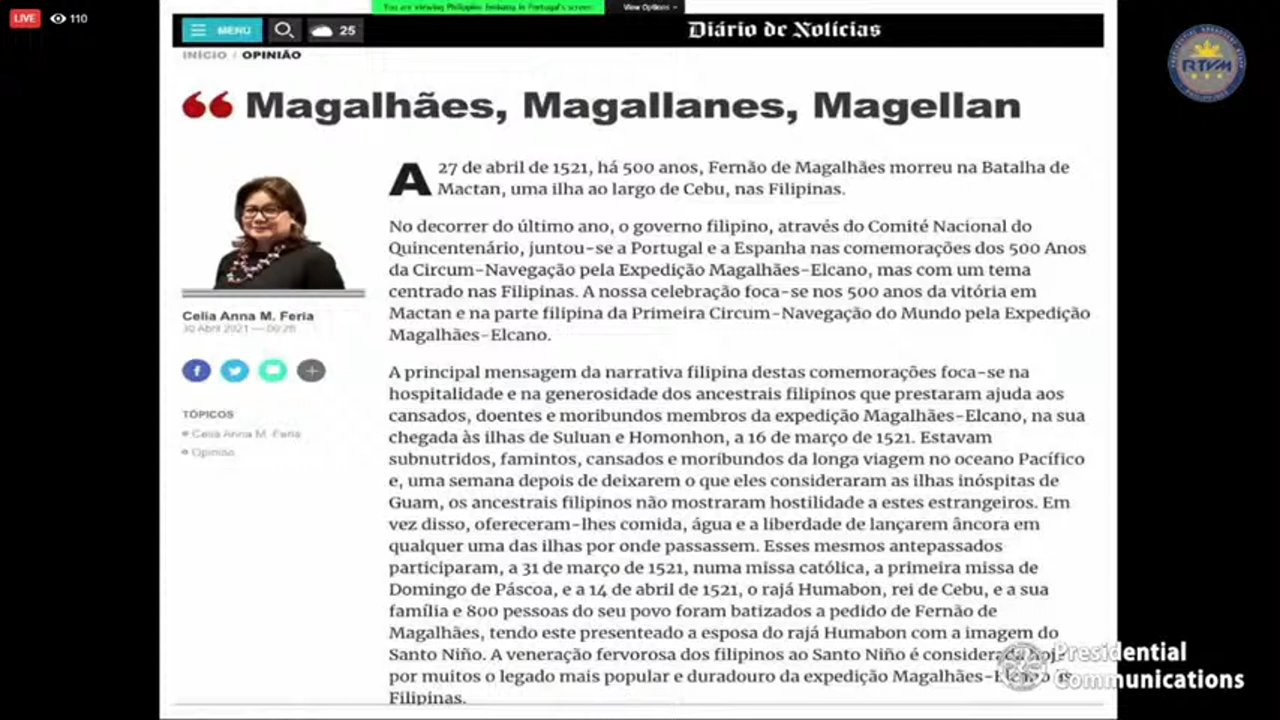 LIVE 110
You are viewing Philippine Embassy in Portugal's screen View Options
MENU 25 Diário de Notícias
INÍCIO / OPINIÃO
Magalhães, Magallanes, Magellan
A 27 de abril de 1521, há 500 anos, Fernão de Magalhães morreu na Batalha de
Mactan, uma ilha ao largo de Cebu, nas Filipinas.
No decorrer do último ano, o governo filipino, através do Comité Nacional do
Quincentenário, juntou-se a Portugal e a Espanha nas comemorações dos 500 Anos
da Circum-Navegação pela Expedição Magalhães-Elcano, mas com um tema
centrado nas Filipinas. A nossa celebração foca-se nos 500 anos da vitória em
Mactan e na parte filipina da Primeira Circum-Navegação do Mundo pela Expedição
Magalhães-Elcano.
A principal mensagem da narrativa filipina destas comemorações foca-se na
hospitalidade e na generosidade dos ancestrais filipinos que prestaram ajuda aos
cansados, doentes e moribundos membros da expedição Magalhães-Elcano, na sua
chegada às ilhas de Suluan e Homonhon, a 16 de março de 1521. Estavam
subnutridos, famintos, cansados e moribundos da longa viagem no oceano Pacífico
e, uma semana depois de deixarem o que eles consideraram as ilhas inóspitas de
Guam, os ancestrais filipinos não mostraram hostilidade a estes estrangeiros. Em
vez disso, ofereceram-lhes comida, água e a liberdade de lançarem âncora em
qualquer uma das ilhas por onde passassem. Esses mesmos antepassados
participaram, a 31 de março de 1521, numa missa católica, a primeira missa de
Domingo de Páscoa, e a 14 de abril de 1521, o rajá Humabon, rei de Cebu, e a sua
família e 800 pessoas do seu povo foram batizados a pedido de Fernão de
Magalhães, tendo este presenteado a esposa do rajá Humabon com a imagem do
Santo Niño. A veneração fervorosa dos filipinos ao Santo Niño é considerada hoje
por muitos o legado mais popular e duradouro da expedição Magalhães-Elcano às
Filipinas.
Celia Anna M. Feria
30 Abril 2021 — 00:26
TÓPICOS
Celia Anna M. Feria
Opinião
RTVM
Presidential
Communications